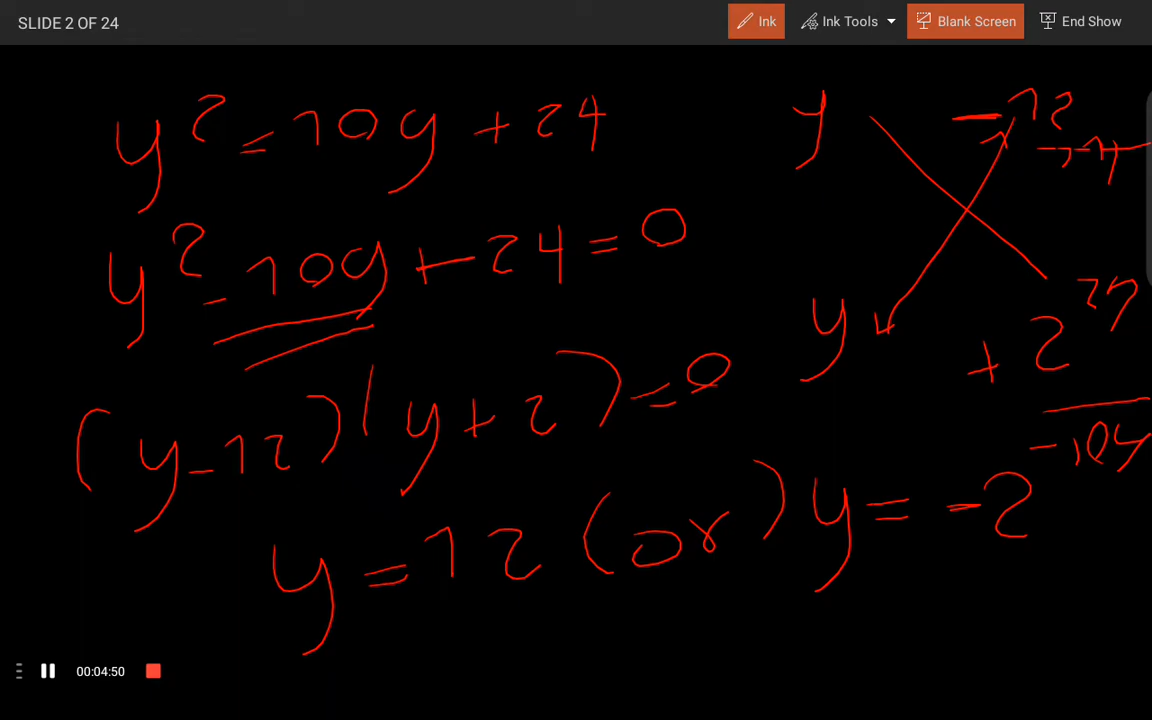 SLIDE 2 OF 24
Ink Ink Tools Blank Screen End Show
y² = 10y + 24
y² - 10y - 24 = 0
(y - 12)(y + 2) = 0
y = 12 (or) y = -2
y -12
y + 2 2y
-10y
00:04:50